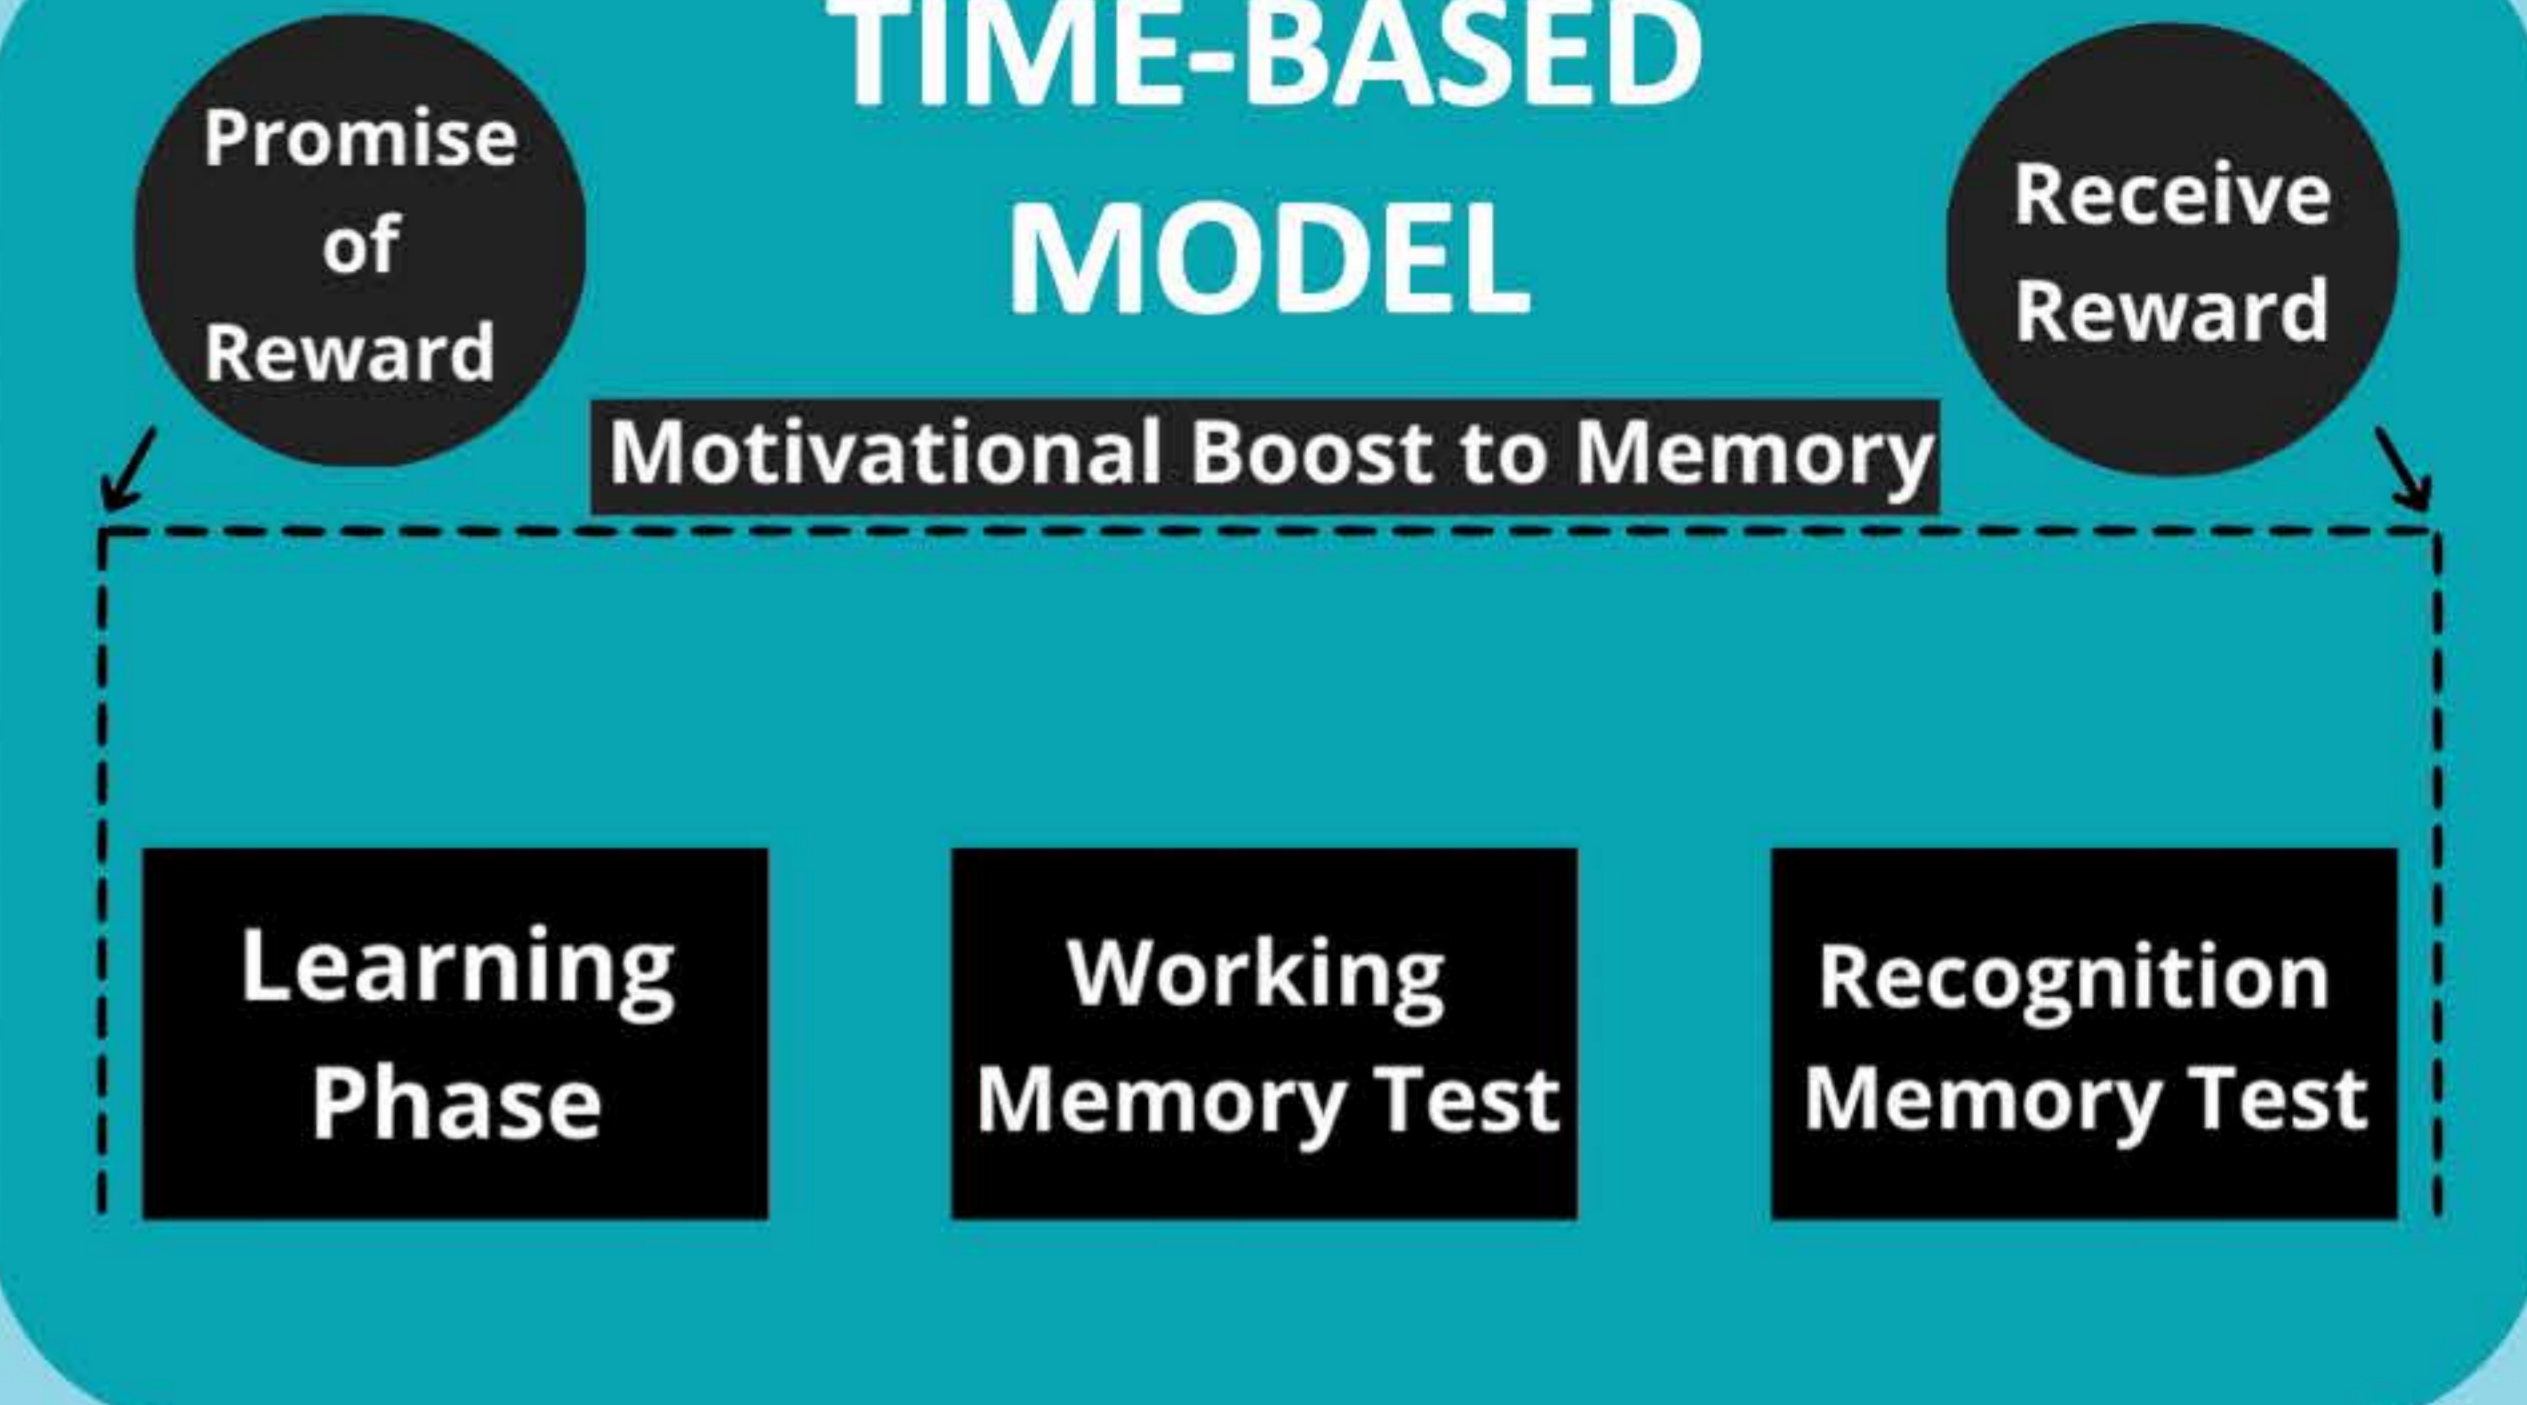 TIME-BASED
MODEL
Promise
of
Reward
Receive
Reward
Motivational Boost to Memory
Learning
Phase
Working
Memory Test
Recognition
Memory Test